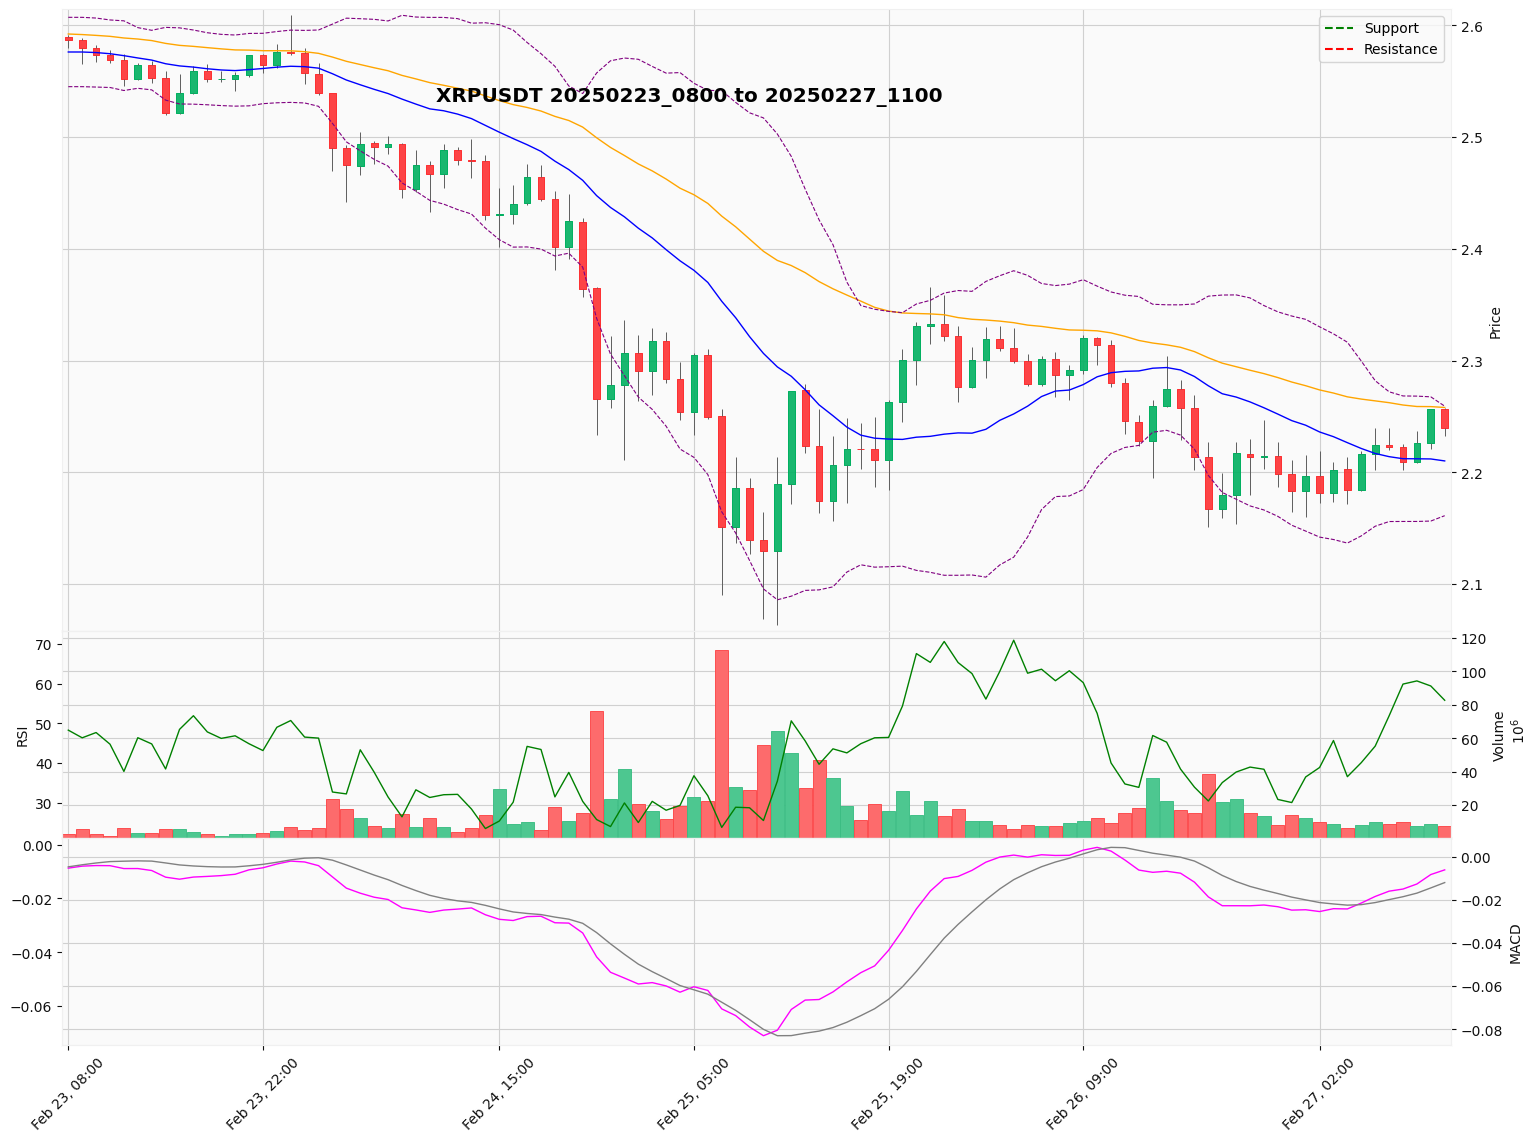 XRPUSDT 20250223_0800 to 20250227_1100
Support
Resistance
2.6
2.5
2.4
2.3
2.2
2.1
Price
70
60
50
40
30
RSI
120
100
80
60
40
20
Volume
10^6
0.00
−0.02
−0.04
−0.06
0.00
−0.02
−0.04
−0.06
−0.08
MACD
Feb 23, 08:00
Feb 23, 22:00
Feb 24, 15:00
Feb 25, 05:00
Feb 25, 19:00
Feb 26, 09:00
Feb 27, 02:00